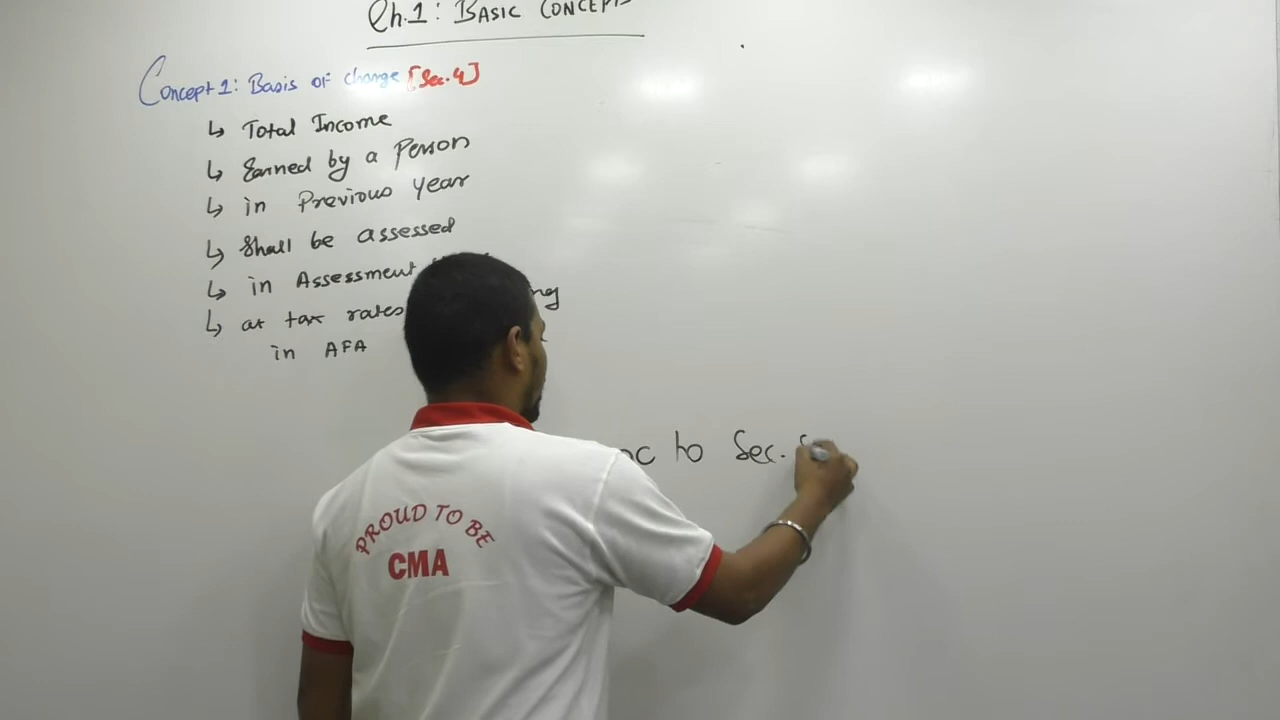 Ch.1: BASIC CONCEPTS
Concept 1: Basis of charge [Sec.4]
↳ Total Income
↳ Earned by a Person
↳ in Previous year
↳ Shall be assessed
↳ in Assessment
↳ at tax rates
in AFA
to Sec.
PROUD TO BE
CMA